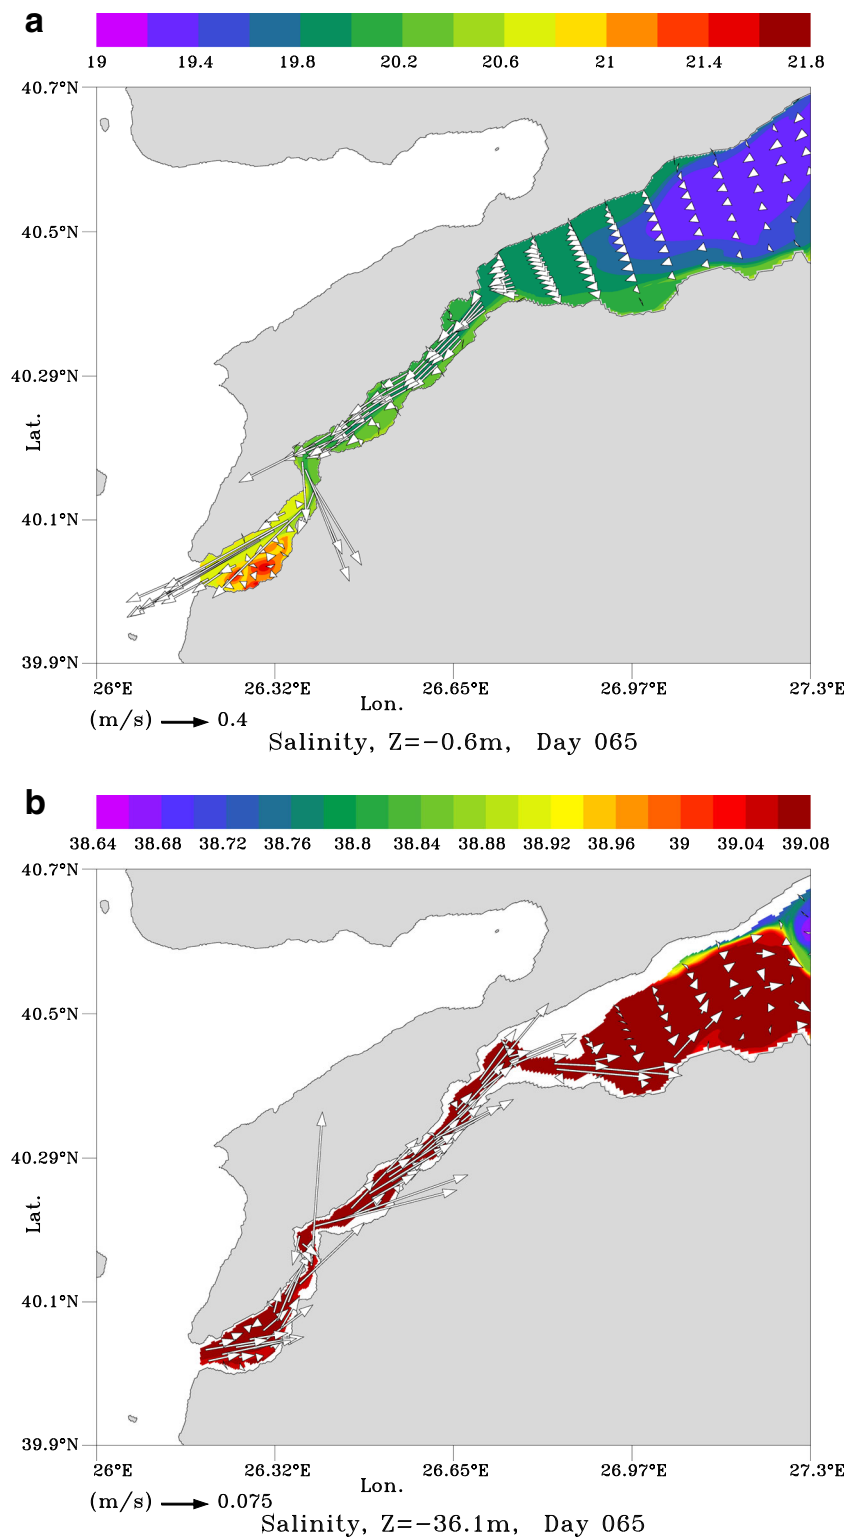 a
19 19.4 19.8 20.2 20.6 21 21.4 21.8
40.7°N
40.5°N
40.29°N
Lat.
40.1°N
39.9°N
26°E 26.32°E 26.65°E 26.97°E 27.3°E
Lon.
(m/s) 0.4
Salinity, Z=−0.6m, Day 065
b
38.64 38.68 38.72 38.76 38.8 38.84 38.88 38.92 38.96 39 39.04 39.08
40.7°N
40.5°N
40.29°N
Lat.
40.1°N
39.9°N
26°E 26.32°E 26.65°E 26.97°E 27.3°E
Lon.
(m/s) 0.075
Salinity, Z=−36.1m, Day 065